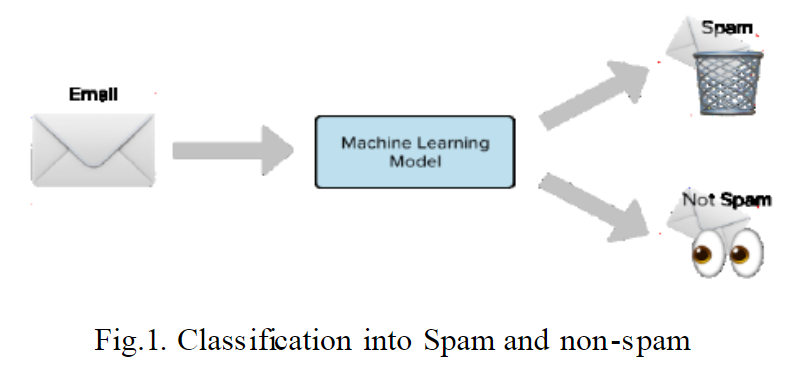 Email
Machine Learning
Model
Spam
Not Spam
Fig.1. Classification into Spam and non-spam